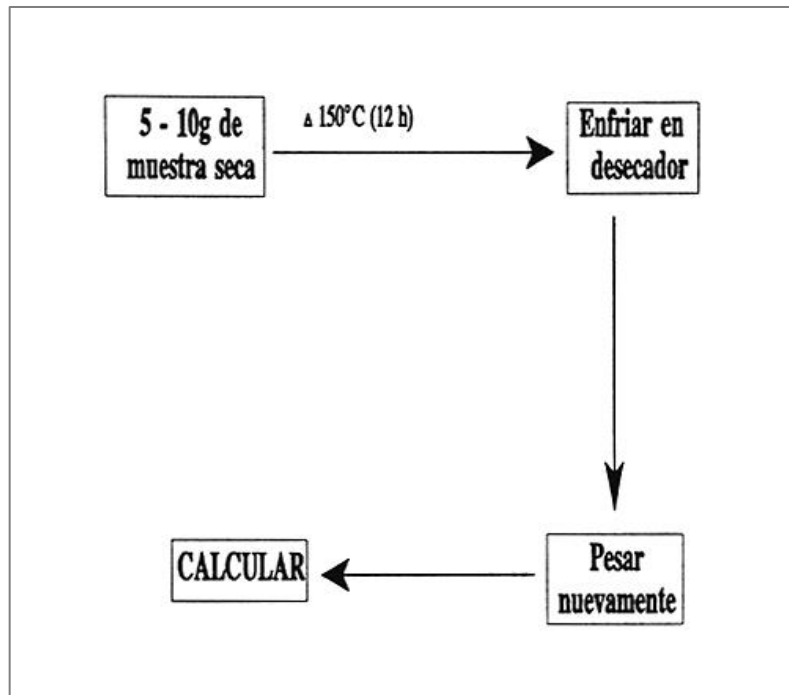 5 - 10g de
muestra seca
Δ 150°C (12 h)
Enfriar en
desecador
Pesar
nuevamente
CALCULAR